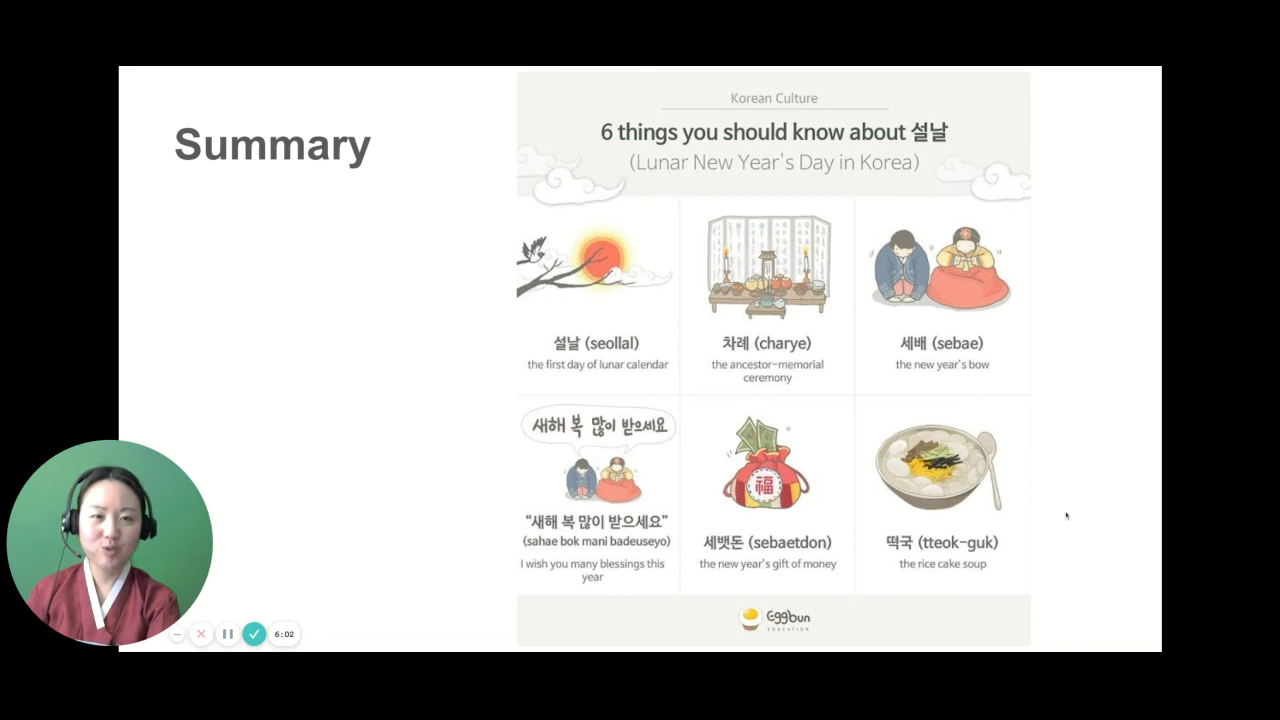 Summary
Korean Culture
6 things you should know about 설날
(Lunar New Year's Day in Korea)
설날 (seollal)
the first day of lunar calendar
차례 (charye)
the ancestor-memorial
ceremony
세배 (sebae)
the new year's bow
새해 복 많이 받으세요
"새해 복 많이 받으세요"
(sahae bok mani badeuseyo)
I wish you many blessings this
year
福
세뱃돈 (sebaetdon)
the new year's gift of money
떡국 (tteok-guk)
the rice cake soup
Eggbun
EDUCATION
6:02